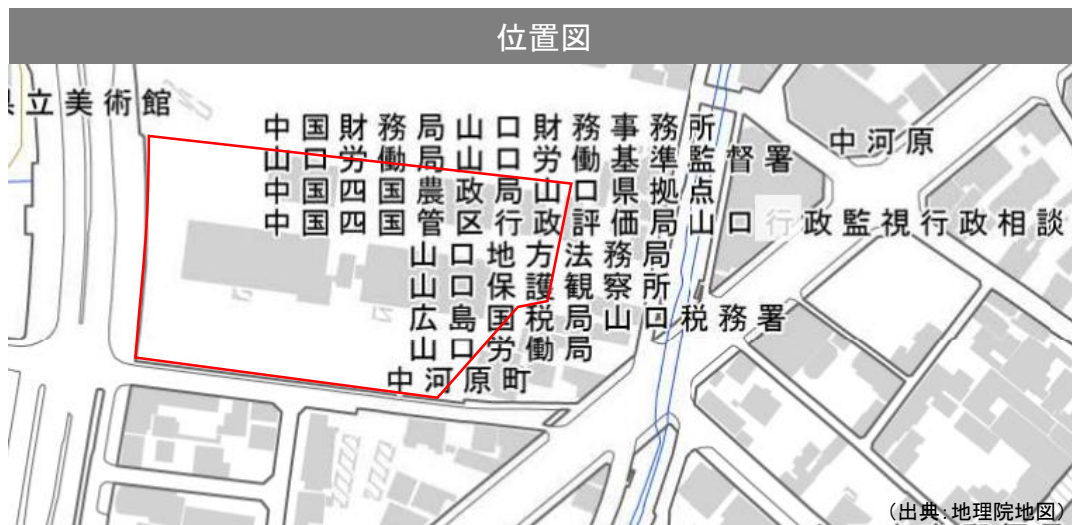 位置図
立美術館
中国財務局山口財務事務所
山口労働局山口労働基準監督署
中国四国農政局山口県拠点
中国四国管区行政評価局山口行政監視行政相談
山口地方法務局
山口保護観察所
広島国税局山口税務署
山口労働局
中河原町
中河原
（出典：地理院地図）